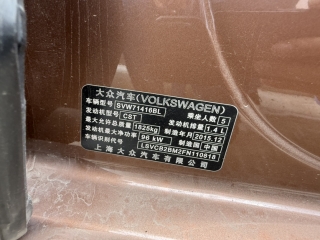 大众汽车(VOLKSWAGEN)
车辆型号 SVW71416BL 乘坐人数 5
发动机型号 CST 发动机排量 1.4 L
最大允许总质量 1825kg 制造年月 2015.12
发动机最大净功率 96 kW 制造国 中国
车辆识别代号 LSVCB2BM2FN110618
上海大众汽车有限公司